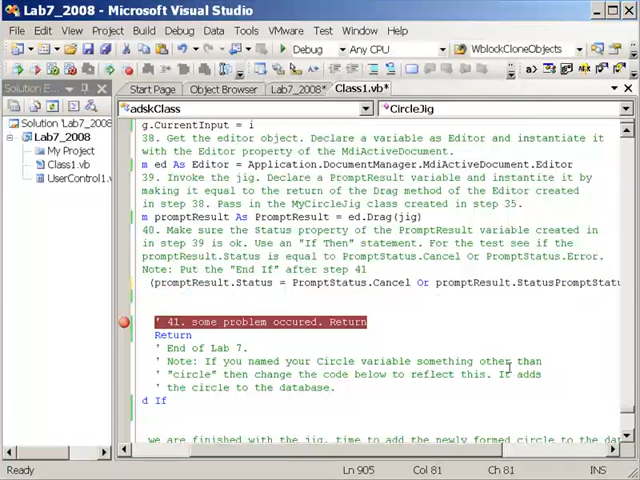 Lab7_2008 - Microsoft Visual Studio
File Edit View Project Build Debug Data Tools VMware Test Window Help
Debug Any CPU WblockCloneObjects
Solution E...
Start Page Object Browser Lab7_2008* Class1.vb*
adskClass CircleJig
Solution 'Lab7_2008
Lab7_2008
My Project
Class1.vb
UserControl1.v
g.CurrentInput = i
38. Get the editor object. Declare a variable as Editor and instantiate it
with the Editor property of the MdiActiveDocument.
m ed As Editor = Application.DocumentManager.MdiActiveDocument.Editor
39. Invoke the jig. Declare a PromptResult variable and instantite it by
making it equal to the return of the Drag method of the Editor created
in step 38. Pass in the MyCircleJig class created in step 35.
m promptResult As PromptResult = ed.Drag(jig)
40. Make sure the Status property of the PromptResult variable created in
in step 39 is ok. Use an "If Then" statement. For the test see if the
promptResult.Status is equal to PromptStatus.Cancel Or PromptStatus.Error.
Note: Put the "End If" after step 41
(promptResult.Status = PromptStatus.Cancel Or promptResult.StatusPromptStatu
' 41. some problem occured. Return
Return
' End of Lab 7.
' Note: If you named your Circle variable something other than
' "circle" then change the code below to reflect this. It adds
' the circle to the database.
d If
we are finished with the jig, time to add the newly formed circle to the dat
Ready Ln 905 Col 81 Ch 81 INS